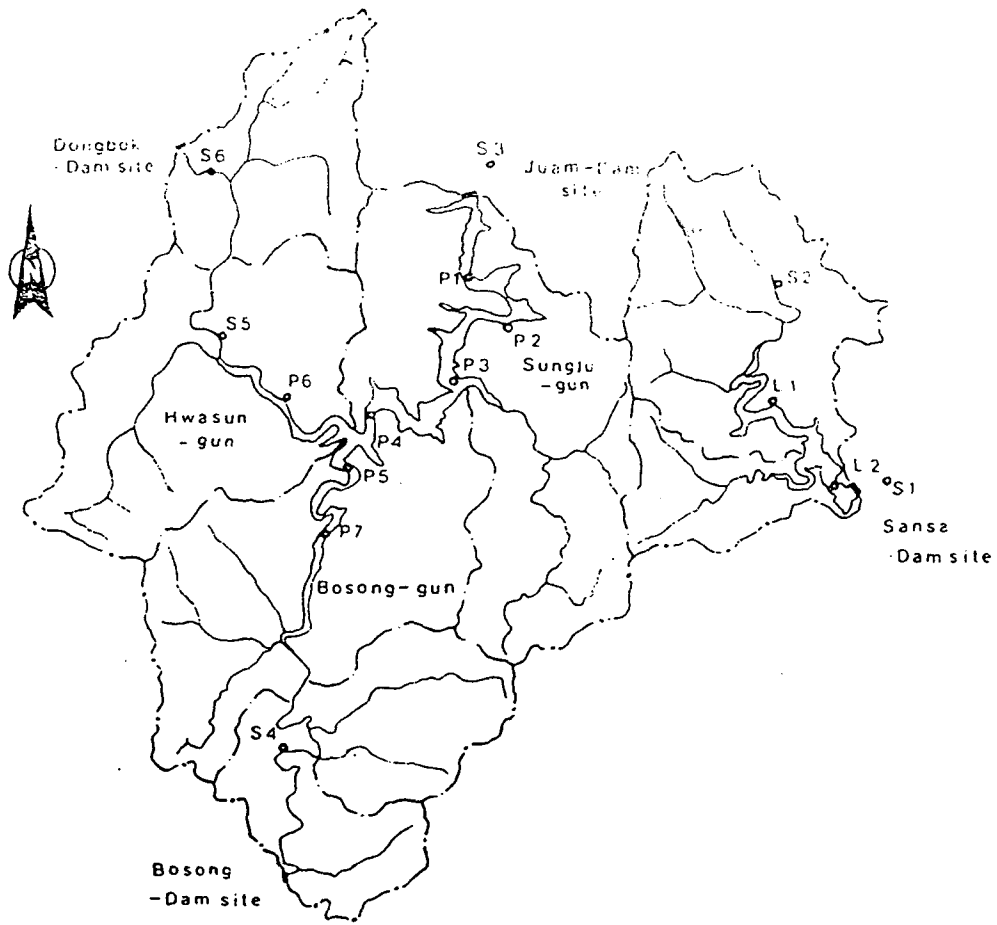 Dongbok
-Dam site
S6
S3
Juam-Dam
site
N
P1
S2
S5
P2
P3
Sungju
-gun
P6
L1
Hwasun
-gun
P4
P5
L2
S1
Sansa
-Dam site
P7
Bosong-gun
S4
Bosong
-Dam site